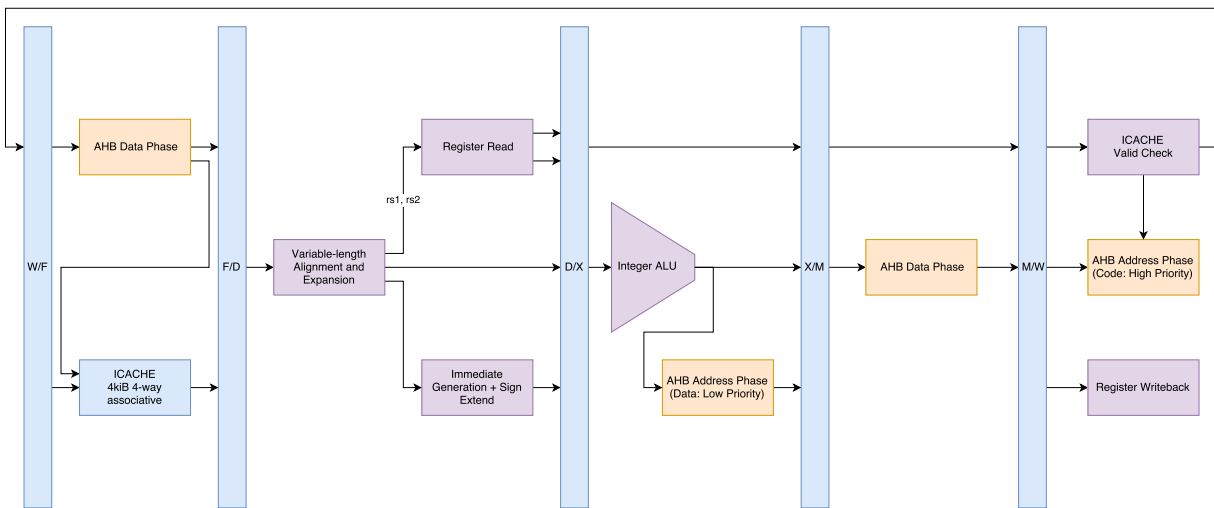 W/F
AHB Data Phase
ICACHE
4kiB 4-way
associative
F/D
Variable-length
Alignment and
Expansion
rs1, rs2
Register Read
Immediate
Generation + Sign
Extend
D/X
Integer ALU
AHB Address Phase
(Data: Low Priority)
X/M
AHB Data Phase
M/W
ICACHE
Valid Check
AHB Address Phase
(Code: High Priority)
Register Writeback